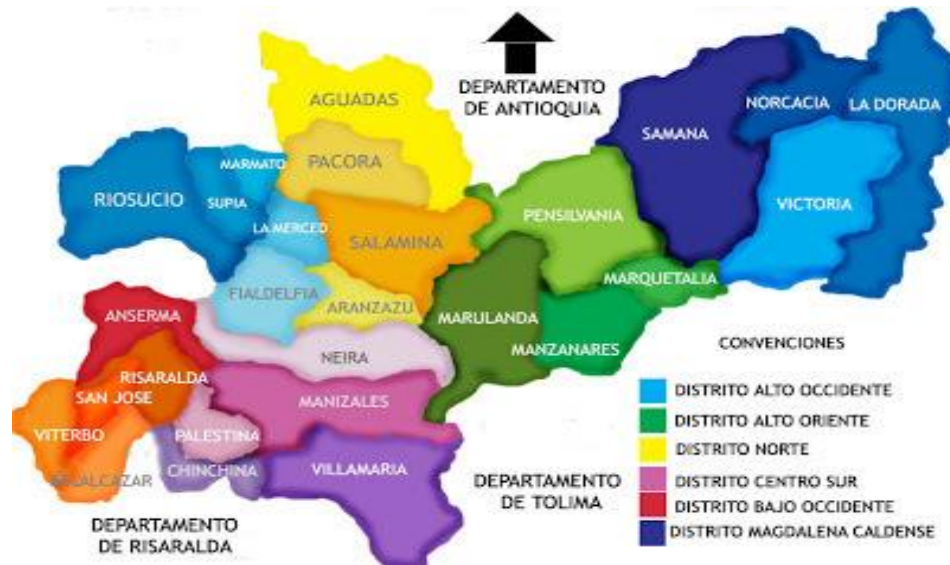 DEPARTAMENTO
DE ANTIOQUIA
AGUADAS
NORCACIA
LA DORADA
SAMANA
MARMATO
PACORA
RIOSUCIO
SUPIA
VICTORIA
PENSILVANIA
LA MERCED
SALAMINA
MARQUETALIA
FIALDELFIA
ARANZAZU
ANSERMA
MARULANDA
MANZANARES
NEIRA
CONVENCIONES
RISARALDA
SAN JOSE
MANIZALES
DISTRITO ALTO OCCIDENTE
DISTRITO ALTO ORIENTE
VITERBO
PALESTINA
DISTRITO NORTE
CHINCHINA
VILLAMARIA
DEPARTAMENTO
DE TOLIMA
DISTRITO CENTRO SUR
DISTRITO BAJO OCCIDENTE
DISTRITO MAGDALENA CALDENSE
DEPARTAMENTO
DE RISARALDA